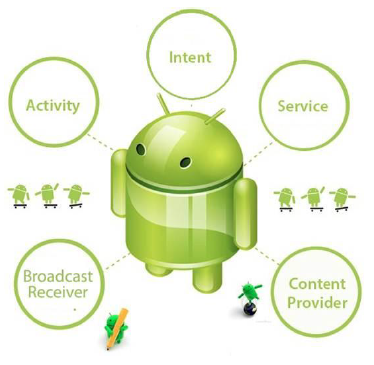 Intent
Activity
Service
Broadcast
Receiver
Content
Provider